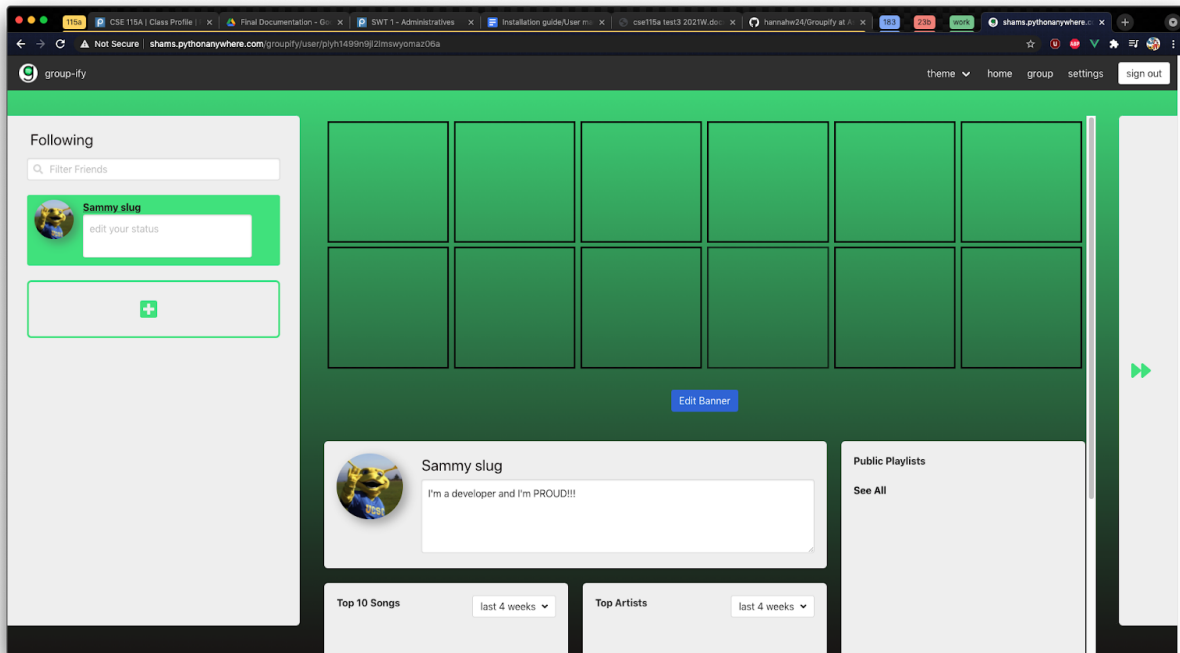 115a
CSE 115A | Class Profile |
Final Documentation - Go
SWT 1 - Administratives
Installation guide/User ma
cse115a test3 2021W.doc
hannahw24/Groupify at A
183
23b
work
shams.pythonanywhere.c
Not Secure
shams.pythonanywhere.com/groupify/user/
group-ify
theme
home
group
settings
sign out
Following
Filter Friends
Sammy slug
edit your status
Edit Banner
Sammy slug
I'm a developer and I'm PROUD!!!
UCSC
Public Playlists
See All
Top 10 Songs
last 4 weeks
Top Artists
last 4 weeks